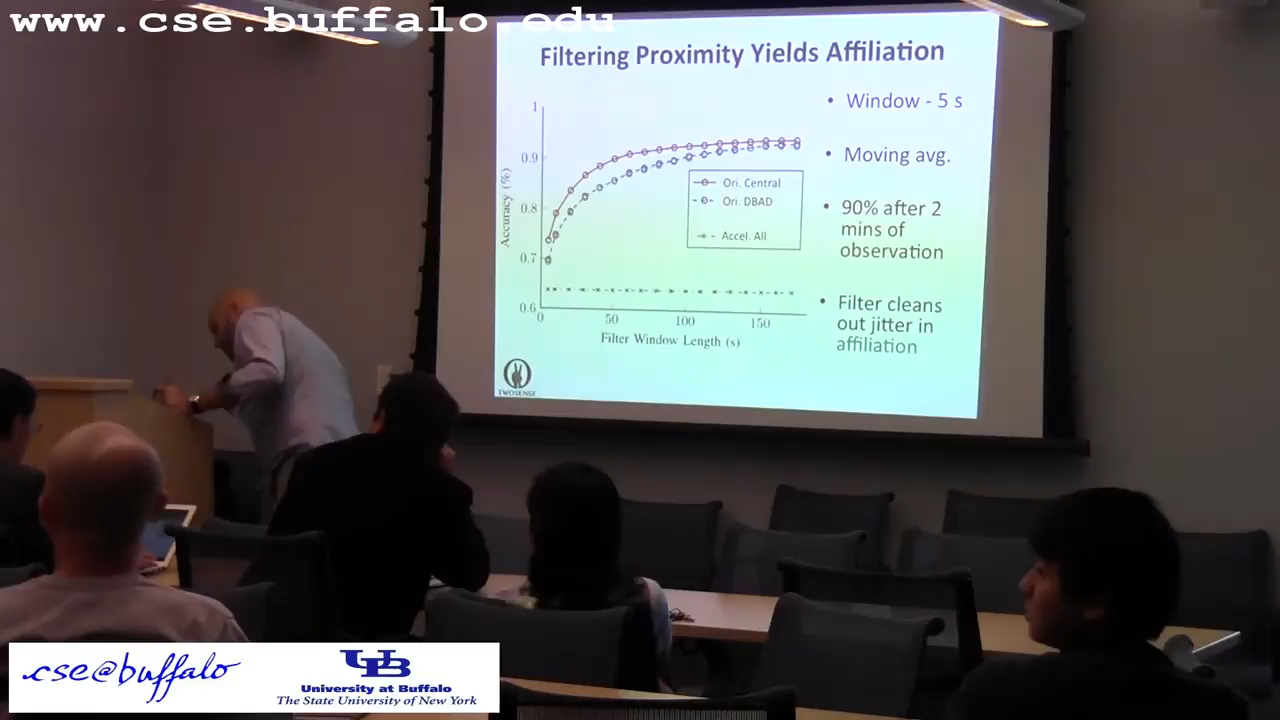 www.cse.buffalo.edu
Filtering Proximity Yields Affiliation
• Window - 5 s
• Moving avg.
• 90% after 2
mins of
observation
• Filter cleans
out jitter in
affiliation
Accuracy (%)
1
0.9
0.8
0.7
0.6
0
50
100
150
Filter Window Length (s)
Ori. Central
Ori. DBAD
Accel. All
TWOSENSE
cse@buffalo
UB
University at Buffalo
The State University of New York